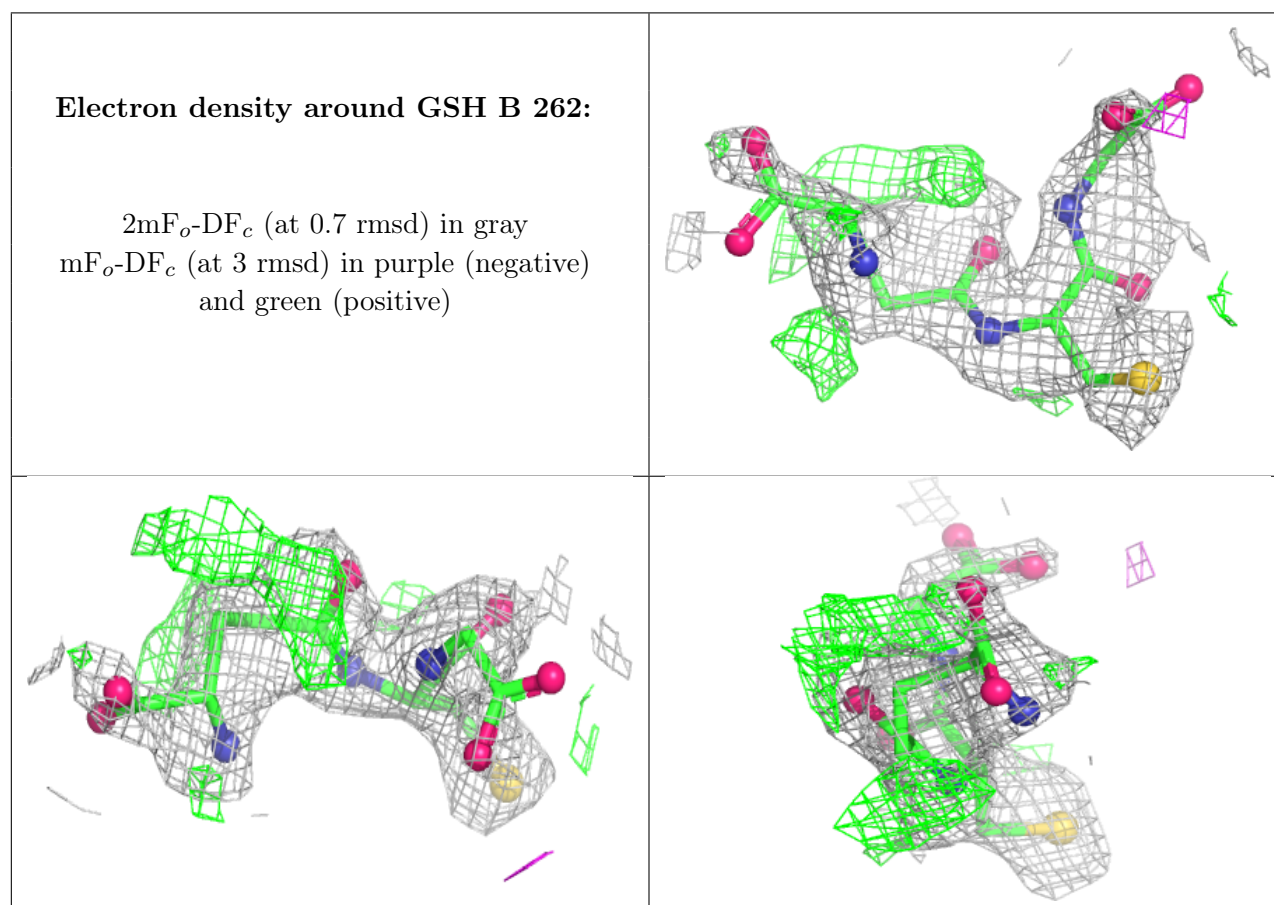 Electron density around GSH B 262:
2mFo-DFc (at 0.7 rmsd) in gray
mFo-DFc (at 3 rmsd) in purple (negative)
and green (positive)